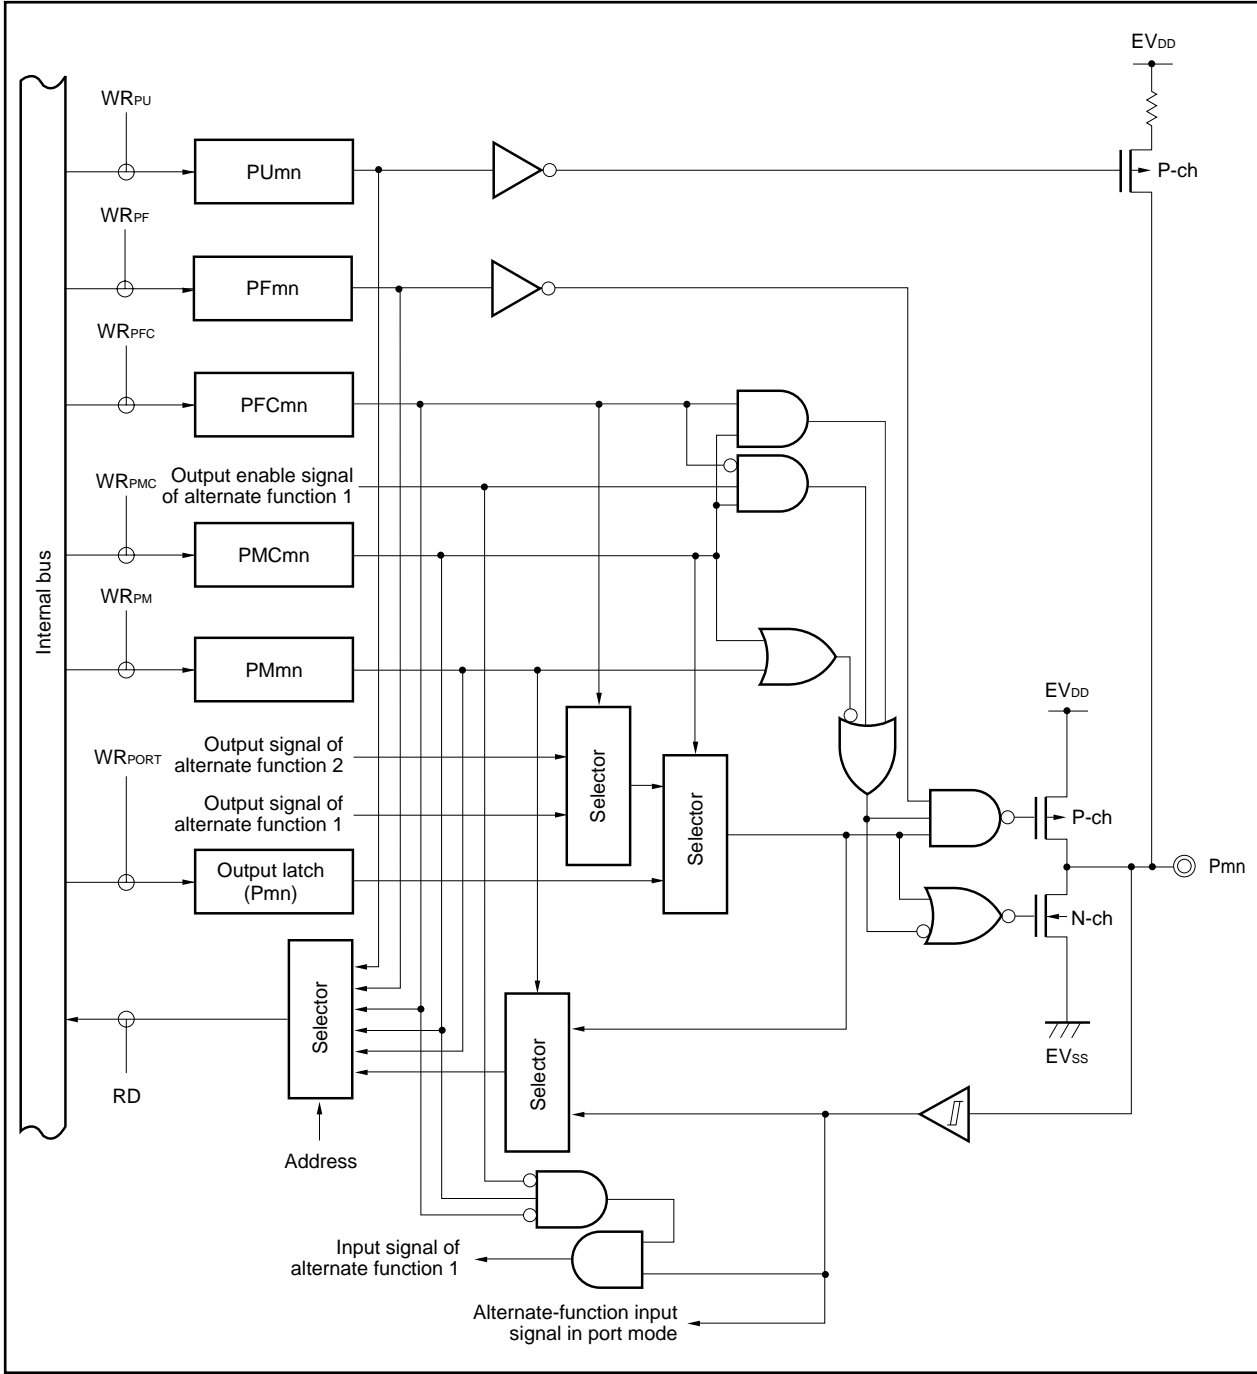 EVDD
WRPU
PUmn
P-ch
WRPF
PFmn
WRPFC
PFCmn
WRPMC
Output enable signal
of alternate function 1
PMCmn
Internal bus
WRPM
PMmn
EVDD
Output signal of
alternate function 2
WRPORT
Selector
Output signal of
alternate function 1
Selector
P-ch
Output latch
(Pmn)
Pmn
N-ch
Selector
Selector
EVSS
RD
Address
Input signal of
alternate function 1
Alternate-function input
signal in port mode